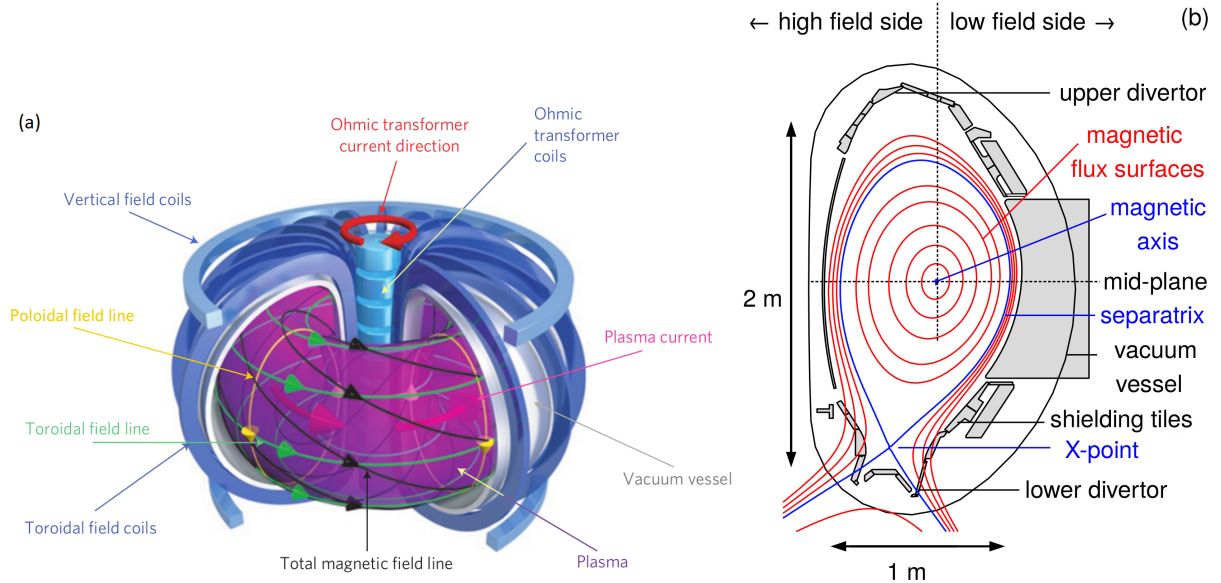 (a)
Ohmic transformer
current direction
Ohmic
transformer
coils
Vertical field coils
Poloidal field line
Plasma current
Toroidal field line
Vacuum vessel
Toroidal field coils
Total magnetic field line
Plasma
← high field side
low field side →
(b)
upper divertor
magnetic
flux surfaces
magnetic
axis
2 m
mid-plane
separatrix
vacuum
vessel
shielding tiles
X-point
lower divertor
1 m